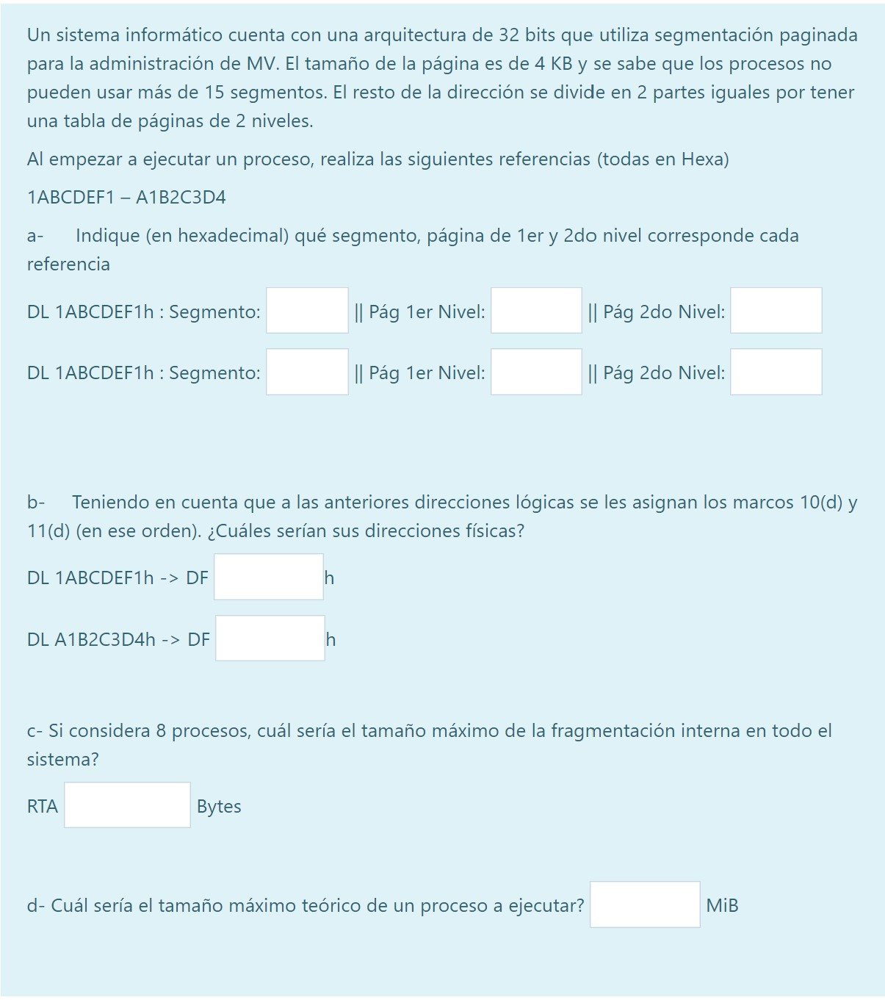 Un sistema informático cuenta con una arquitectura de 32 bits que utiliza segmentación paginada
para la administración de MV. El tamaño de la página es de 4 KB y se sabe que los procesos no
pueden usar más de 15 segmentos. El resto de la dirección se divide en 2 partes iguales por tener
una tabla de páginas de 2 niveles.
Al empezar a ejecutar un proceso, realiza las siguientes referencias (todas en Hexa)
1ABCDEF1 – A1B2C3D4
a- Indique (en hexadecimal) qué segmento, página de 1er y 2do nivel corresponde cada
referencia
DL 1ABCDEF1h : Segmento: || Pág 1er Nivel: || Pág 2do Nivel:
DL 1ABCDEF1h : Segmento: || Pág 1er Nivel: || Pág 2do Nivel:
b- Teniendo en cuenta que a las anteriores direcciones lógicas se les asignan los marcos 10(d) y
11(d) (en ese orden). ¿Cuáles serían sus direcciones físicas?
DL 1ABCDEF1h -> DF h
DL A1B2C3D4h -> DF h
c- Si considera 8 procesos, cuál sería el tamaño máximo de la fragmentación interna en todo el
sistema?
RTA Bytes
d- Cuál sería el tamaño máximo teórico de un proceso a ejecutar? MiB